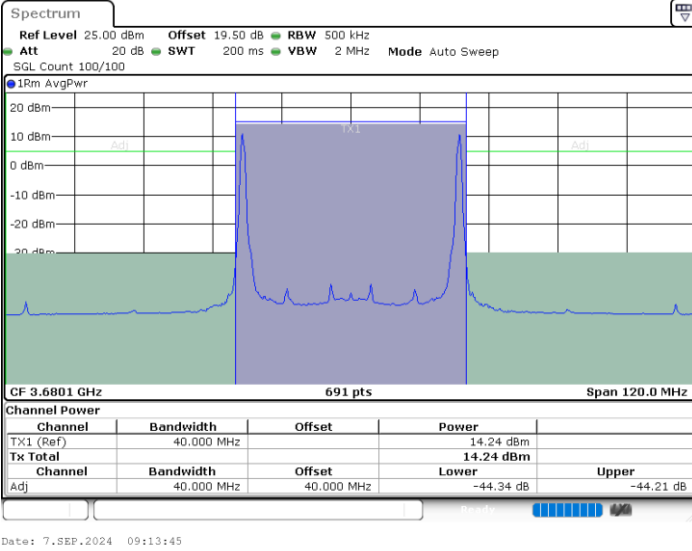 Spectrum
Ref Level 25.00 dBm Offset 19.50 dB RBW 500 kHz
Att 20 dB SWT 200 ms VBW 2 MHz Mode Auto Sweep
SGL Count 100/100
1Rm AvgPwr
20 dBm
TX1
10 dBm
Adj Adj
0 dBm
-10 dBm
-20 dBm
CF 3.6801 GHz 691 pts Span 120.0 MHz
Channel Power
Channel Bandwidth Offset Power
TX1 (Ref) 40.000 MHz 14.24 dBm
Tx Total 14.24 dBm
Channel Bandwidth Offset Lower Upper
Adj 40.000 MHz 40.000 MHz -44.34 dB -44.21 dB
Ready
Date: 7.SEP.2024 09:13:45